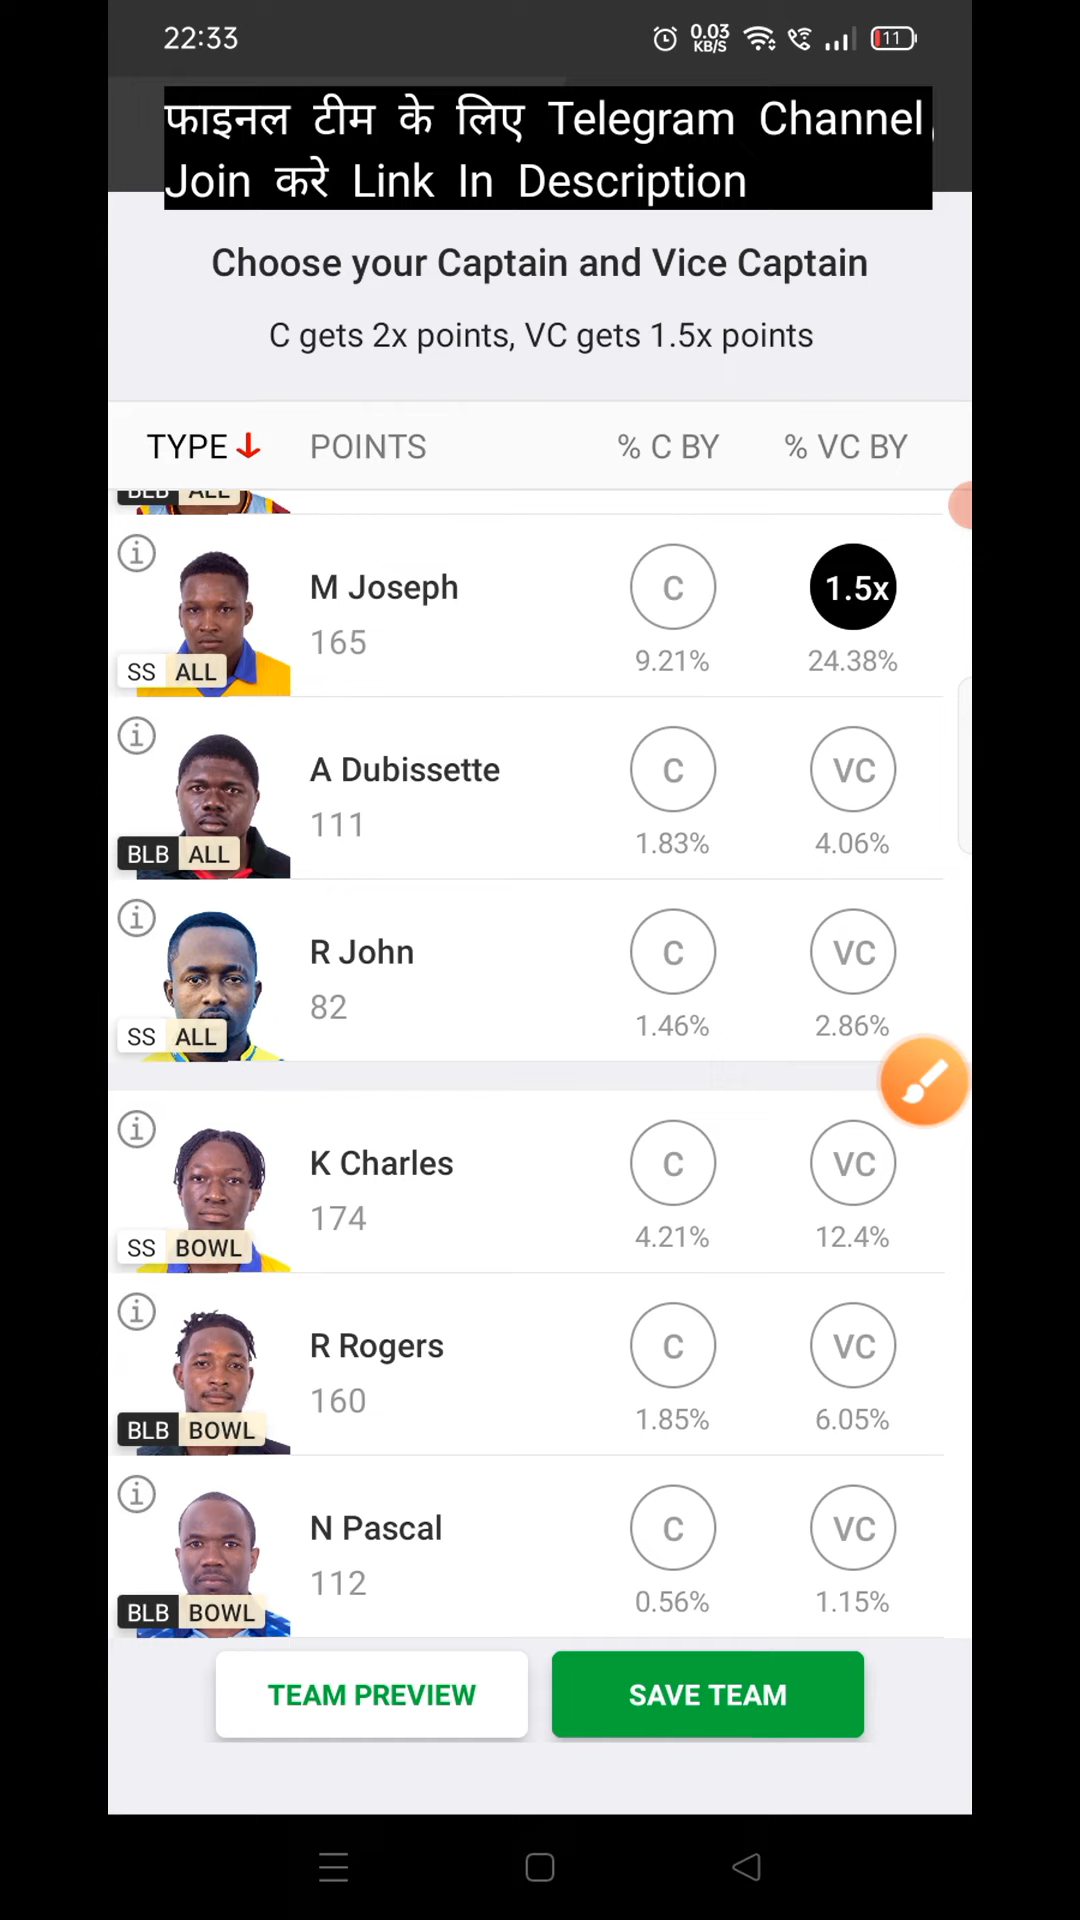 22:33
0.03 KB/S
11
फाइनल टीम के लिए Telegram Channel
Join करे Link In Description
Choose your Captain and Vice Captain
C gets 2x points, VC gets 1.5x points
TYPE POINTS % C BY % VC BY
BLB ALL
M Joseph C 1.5x
165
SS ALL 9.21% 24.38%
A Dubissette C VC
111
BLB ALL 1.83% 4.06%
R John C VC
82
SS ALL 1.46% 2.86%
K Charles C VC
174
SS BOWL 4.21% 12.4%
R Rogers C VC
160
BLB BOWL 1.85% 6.05%
N Pascal C VC
112
BLB BOWL 0.56% 1.15%
TEAM PREVIEW SAVE TEAM